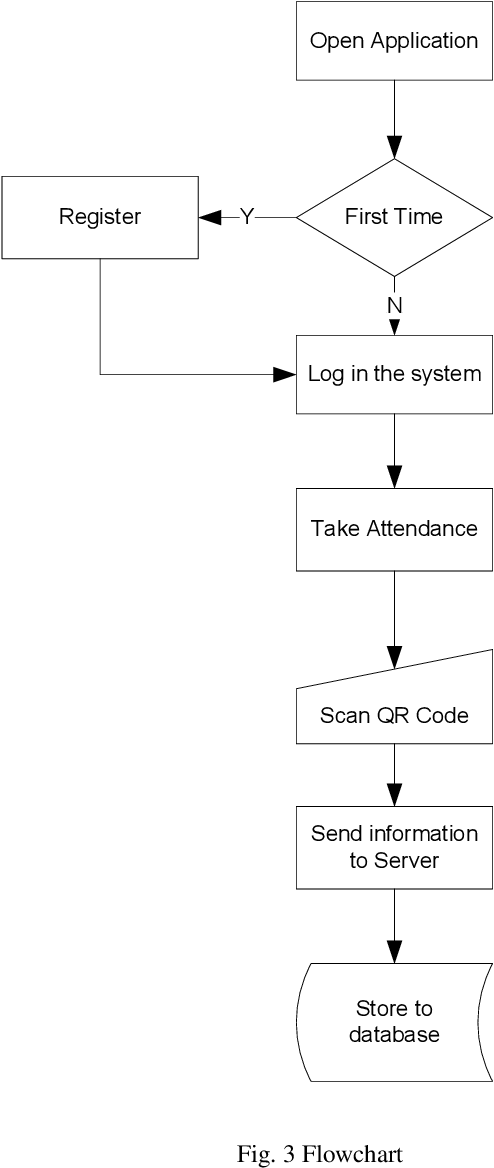 Open Application
First Time
Y
Register
N
Log in the system
Take Attendance
Scan QR Code
Send information
to Server
Store to
database
Fig. 3 Flowchart